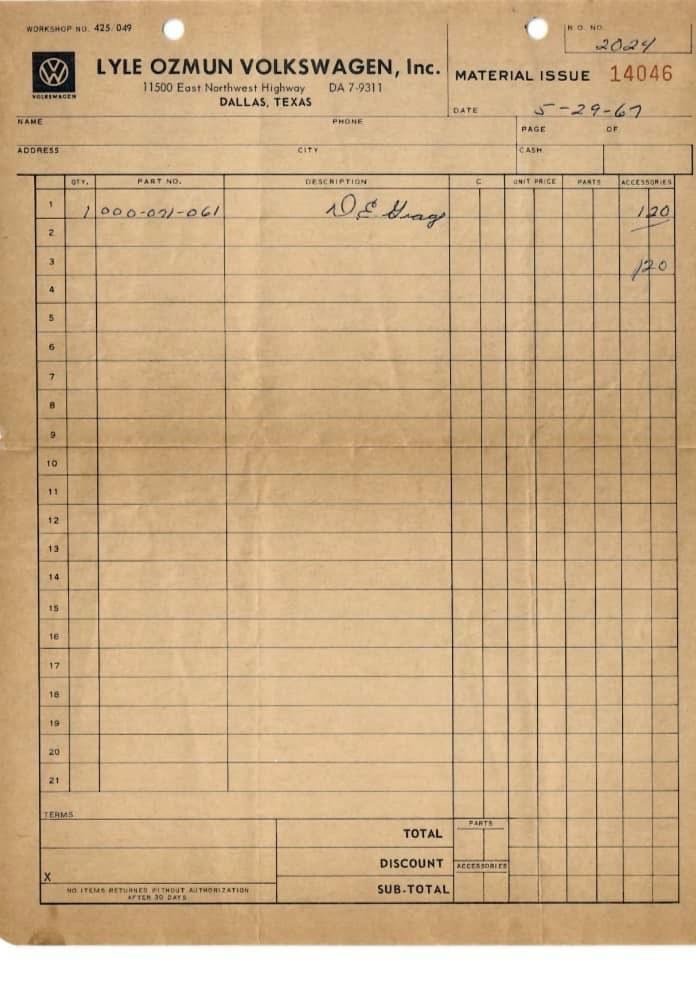 WORKSHOP NO. 425/049
R.O. NO. 2024
VOLKSWAGEN
LYLE OZMUN VOLKSWAGEN, Inc.
11500 East Northwest Highway DA 7-9311
DALLAS, TEXAS
MATERIAL ISSUE 14046
DATE 5-29-67
NAME PHONE
PAGE OF
ADDRESS CITY CASH
QTY. PART NO. DESCRIPTION C UNIT PRICE PARTS ACCESSORIES
1 1 000-071-061 D E 120
2
3 120
4
5
6
7
8
9
10
11
12
13
14
15
16
17
18
19
20
21
TERMS
PARTS
TOTAL
DISCOUNT ACCESSORIES
X
SUB-TOTAL
NO ITEMS RETURNED WITHOUT AUTHORIZATION
AFTER 30 DAYS